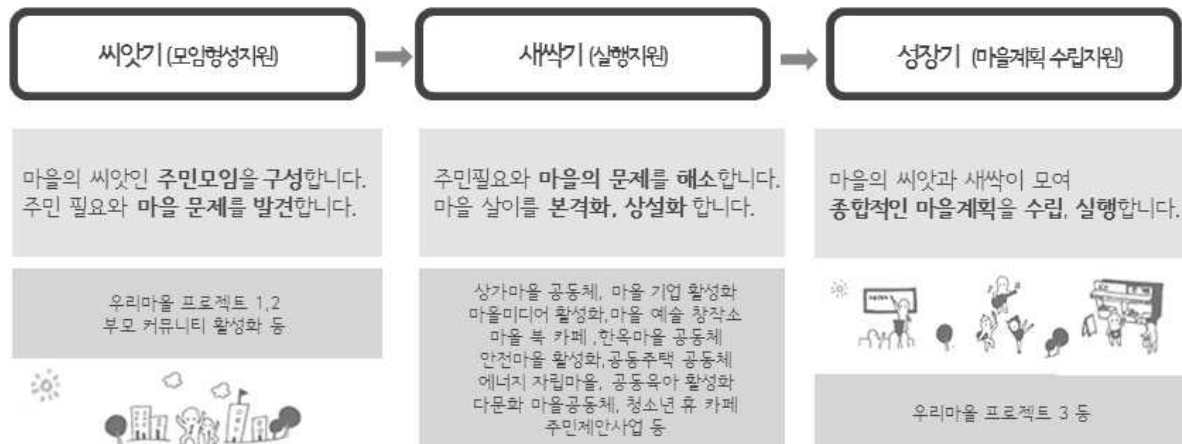 씨앗기 (모임형성지원)
새싹기 (실행지원)
성장기 (마을계획 수립지원)
마을의 씨앗인 주민모임을 구성합니다.
주민 필요와 마을 문제를 발견합니다.
주민필요와 마을의 문제를 해소합니다.
마을 살이를 본격화, 상설화 합니다.
마을의 씨앗과 새싹이 모여
종합적인 마을계획을 수립, 실행합니다.
우리마을 프로젝트 1,2
부모 커뮤니티 활성화 등
상가마을 공동체, 마을 기업 활성화
마을미디어 활성화,마을 예술 창작소
마을 북 카페 ,한옥마을 공동체
안전마을 활성화,공동주택 공동체
에너지 자립마을, 공동육아 활성화
다문화 마을공동체, 청소년 휴 카페
주민제안사업 등
우리마을 프로젝트 3 등